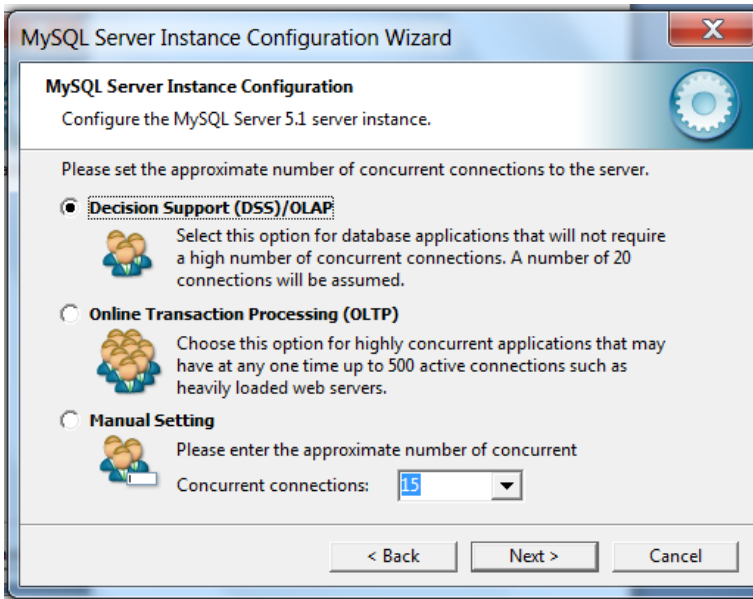 MySQL Server Instance Configuration Wizard
X
MySQL Server Instance Configuration
Configure the MySQL Server 5.1 server instance.
Please set the approximate number of concurrent connections to the server.
Decision Support (DSS)/OLAP
Select this option for database applications that will not require
a high number of concurrent connections. A number of 20
connections will be assumed.
Online Transaction Processing (OLTP)
Choose this option for highly concurrent applications that may
have at any one time up to 500 active connections such as
heavily loaded web servers.
Manual Setting
Please enter the approximate number of concurrent
Concurrent connections: 15
< Back Next > Cancel